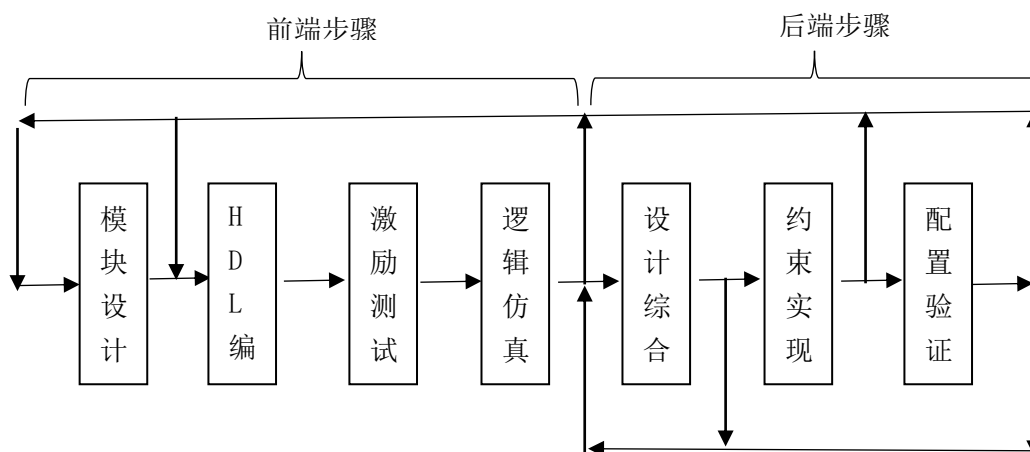 前端步骤
后端步骤
模块设计
HDL编
激励测试
逻辑仿真
设计综合
约束实现
配置验证